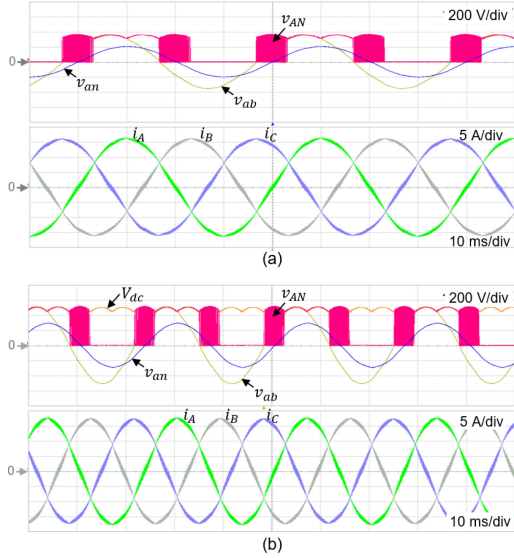 200 V/div
v_AN
0
v_an
v_ab
i_A i_B i_C 5 A/div
0
10 ms/div
(a)
V_dc
v_AN 200 V/div
0
v_an
v_ab
i_A i_B i_C 5 A/div
0
10 ms/div
(b)